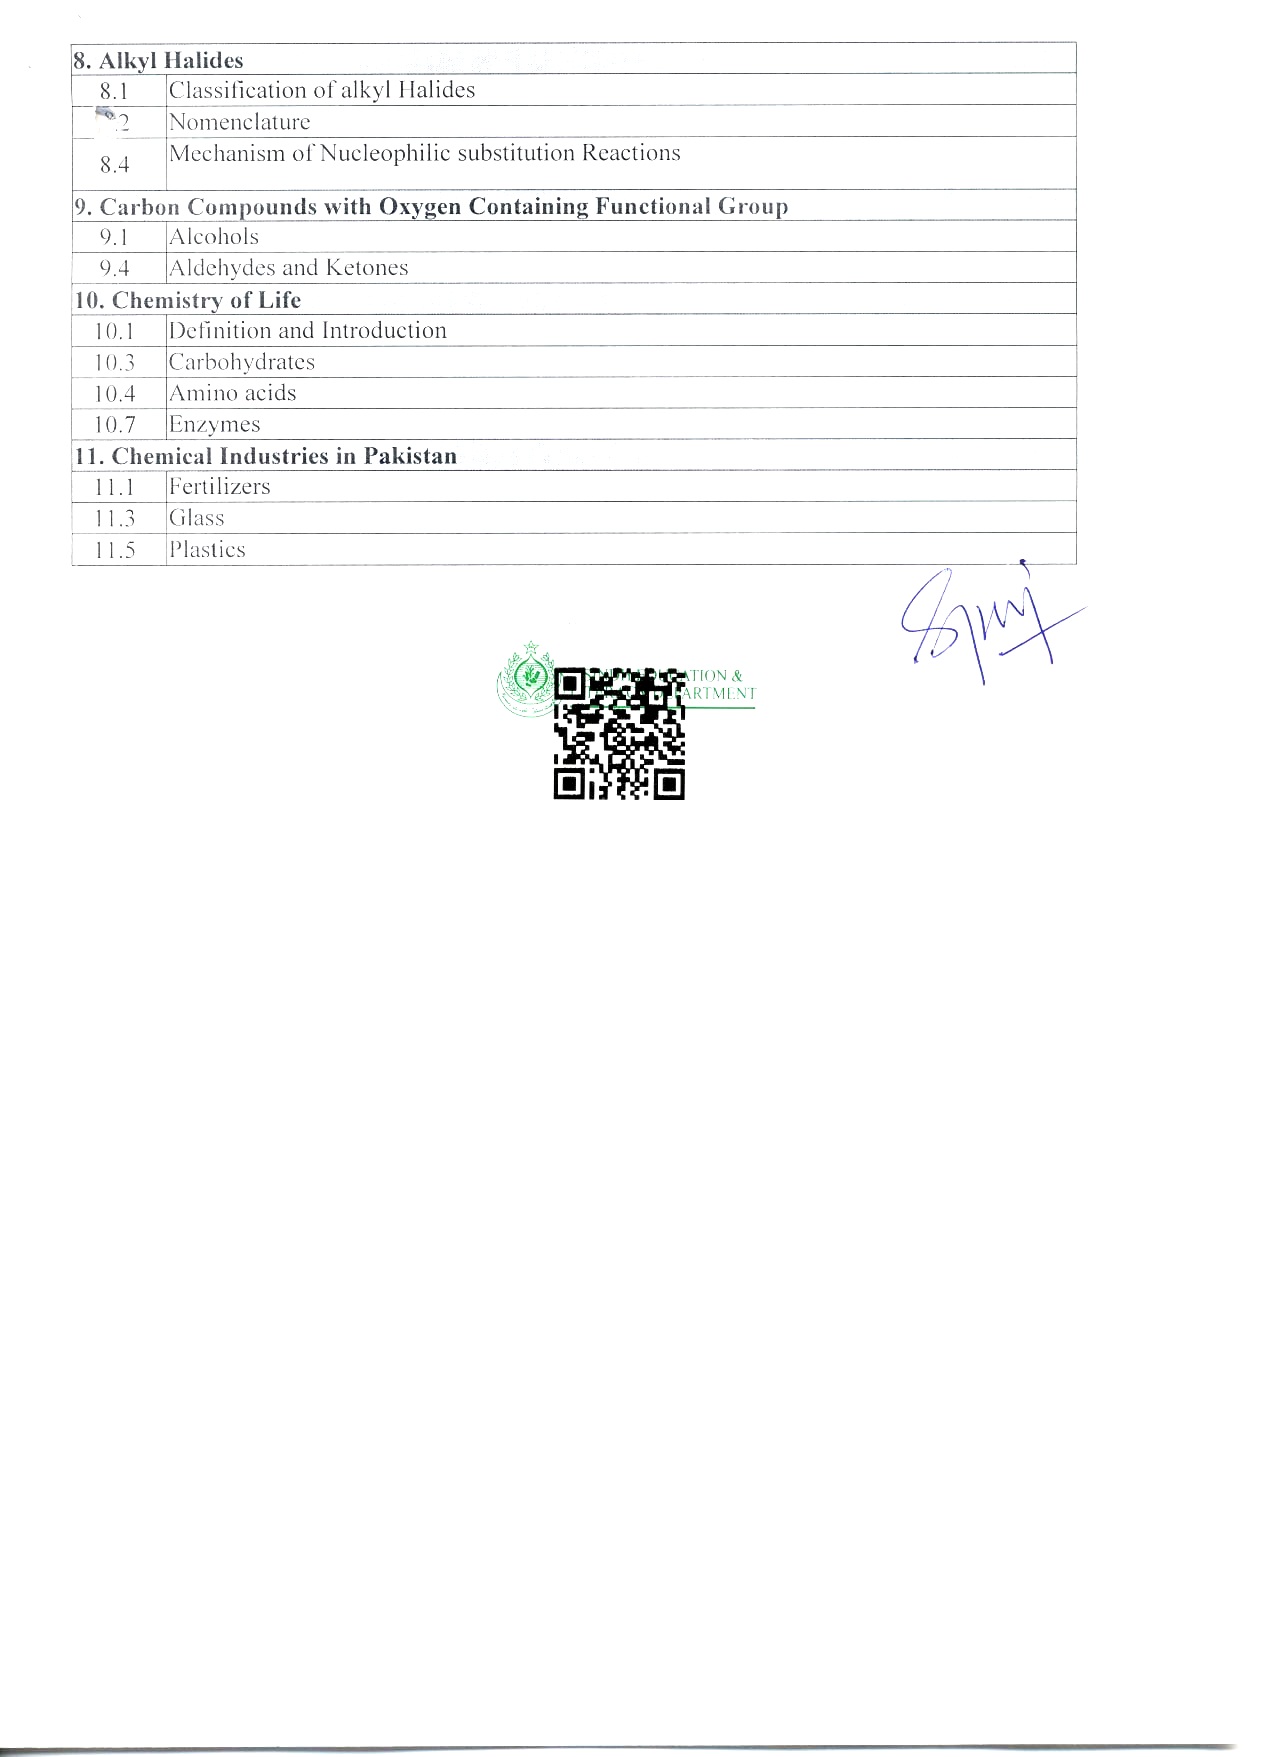 8. Alkyl Halides
8.1 Classification of alkyl Halides
.2 Nomenclature
8.4 Mechanism of Nucleophilic substitution Reactions
9. Carbon Compounds with Oxygen Containing Functional Group
9.1 Alcohols
9.4 Aldehydes and Ketones
10. Chemistry of Life
10.1 Definition and Introduction
10.3 Carbohydrates
10.4 Amino acids
10.7 Enzymes
11. Chemical Industries in Pakistan
11.1 Fertilizers
11.3 Glass
11.5 Plastics
&